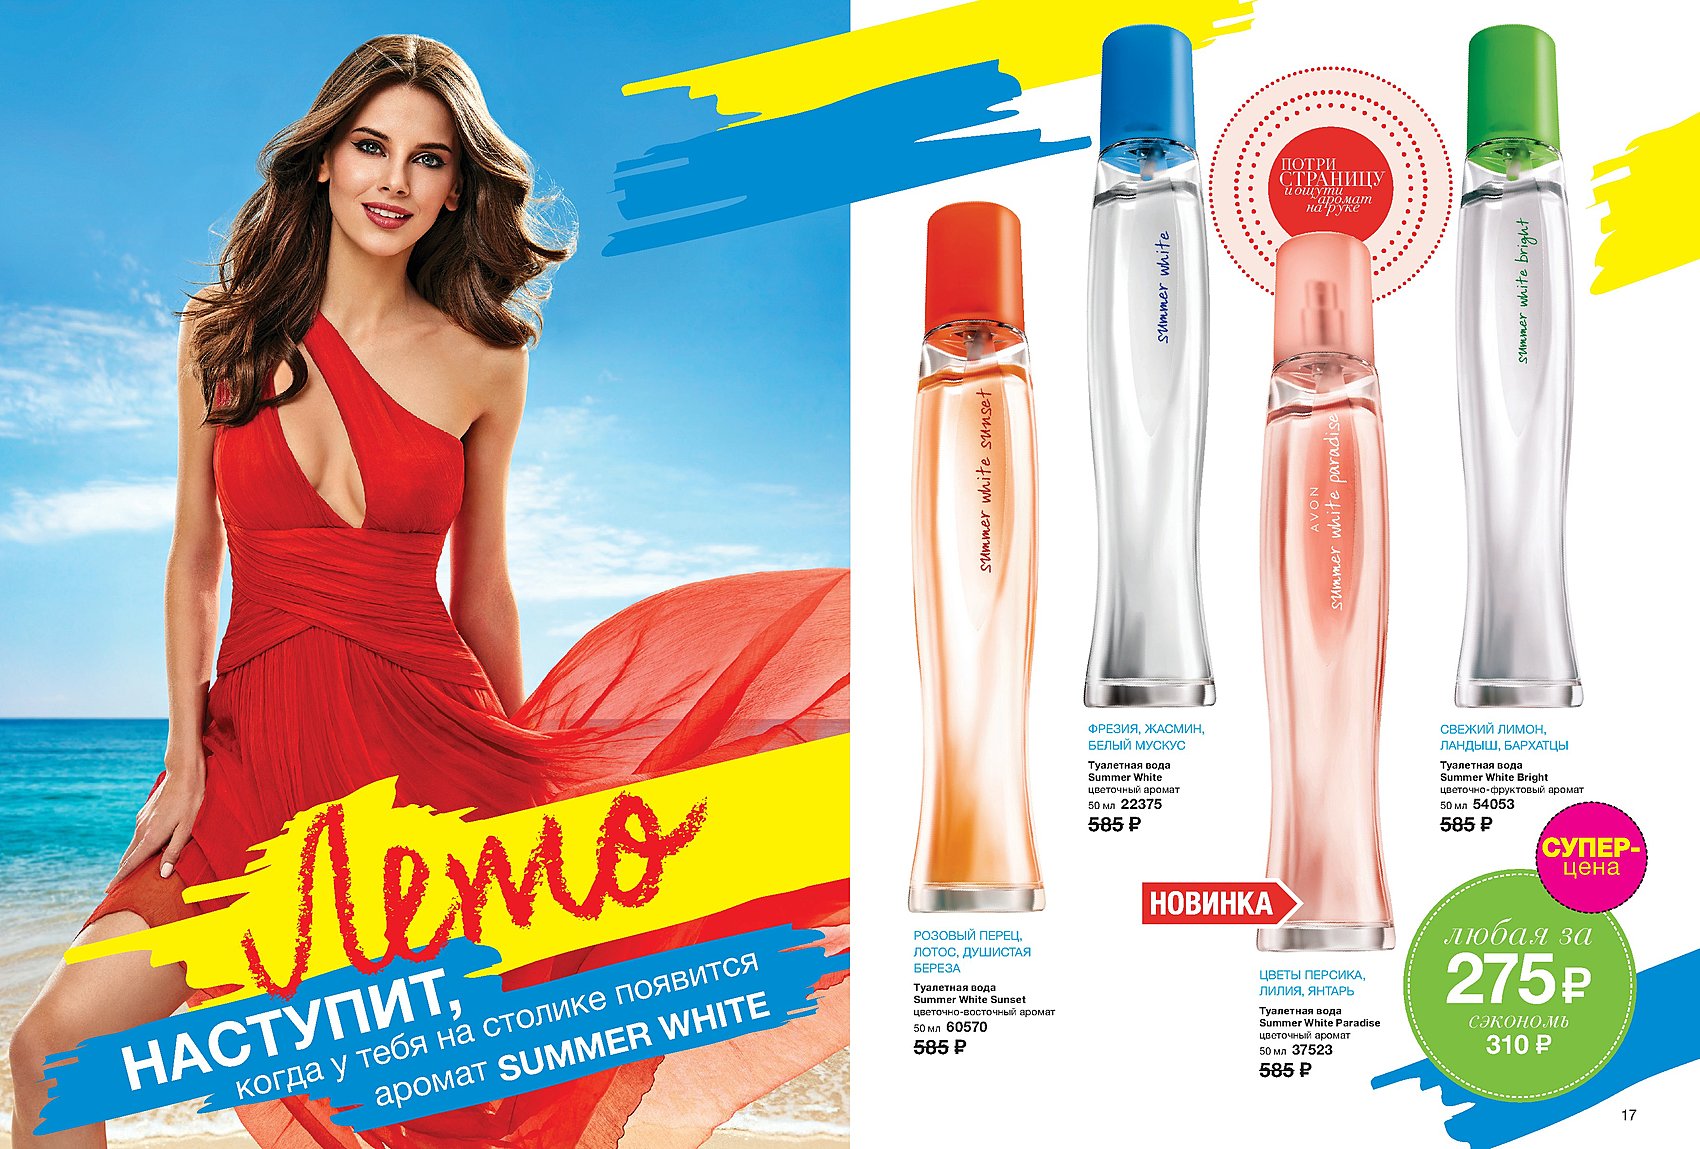 Лето
НАСТУПИТ,
когда у тебя на столике появится
аромат SUMMER WHITE
summer white sunset
РОЗОВЫЙ ПЕРЕЦ,
ЛОТОС, ДУШИСТАЯ
БЕРЕЗА
Туалетная вода
Summer White Sunset
цветочно-восточный аромат
50 мл 60570
585 ₽
summer white
ФРЕЗИЯ, ЖАСМИН,
БЕЛЫЙ МУСКУС
Туалетная вода
Summer White
цветочный аромат
50 мл 22375
585 ₽
ПОТРИ
СТРАНИЦУ
и ощути
аромат
на руке
AVON
summer white paradise
НОВИНКА
ЦВЕТЫ ПЕРСИКА,
ЛИЛИЯ, ЯНТАРЬ
Туалетная вода
Summer White Paradise
цветочный аромат
50 мл 37523
585 ₽
summer white bright
СВЕЖИЙ ЛИМОН,
ЛАНДЫШ, БАРХАТЦЫ
Туалетная вода
Summer White Bright
цветочно-фруктовый аромат
50 мл 54053
585 ₽
СУПЕР-
цена
любая за
275 ₽
сэкономь
310 ₽
17